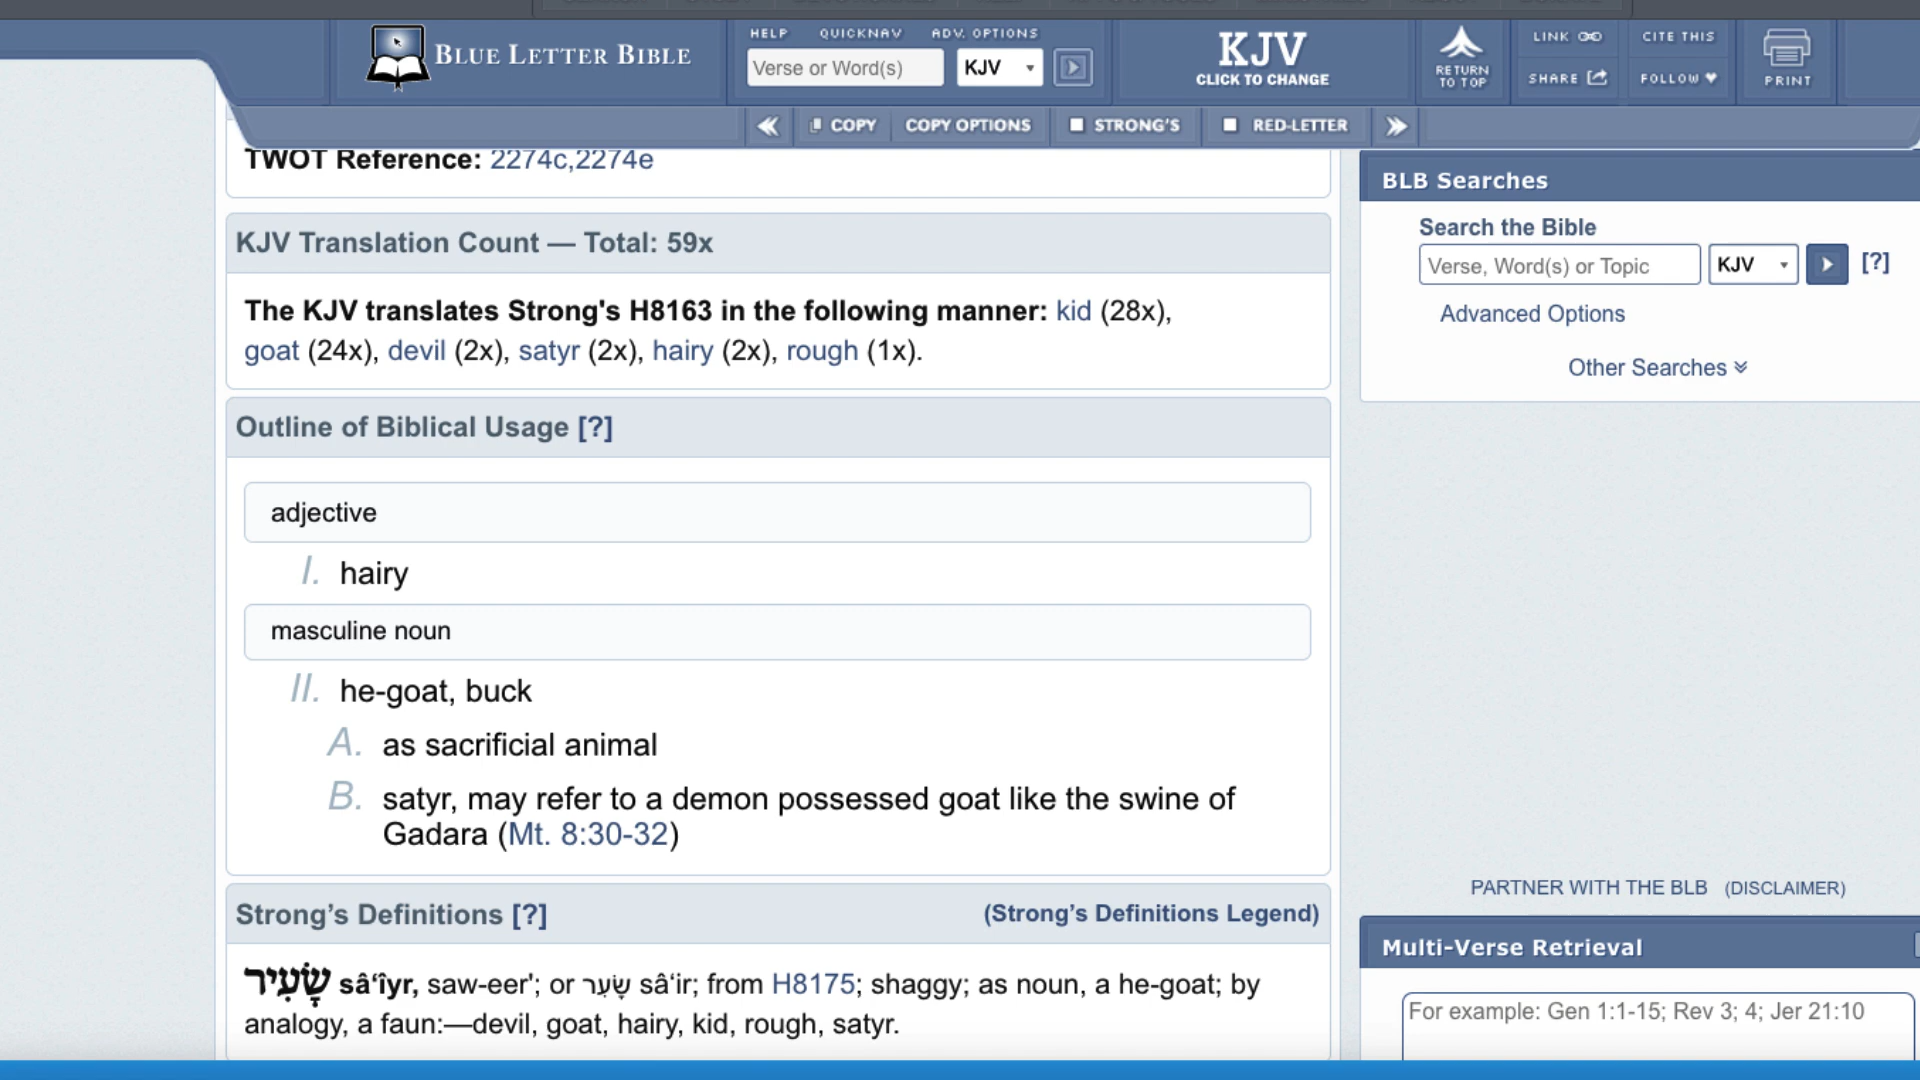 HELP QUICKNAV ADV. OPTIONS
BLUE LETTER BIBLE
Verse or Word(s) KJV
KJV
CLICK TO CHANGE
RETURN
TO TOP
LINK CITE THIS
SHARE FOLLOW
PRINT
COPY COPY OPTIONS STRONG'S RED-LETTER
TWOT Reference: 2274c,2274e
KJV Translation Count — Total: 59x
The KJV translates Strong's H8163 in the following manner: kid (28x),
goat (24x), devil (2x), satyr (2x), hairy (2x), rough (1x).
Outline of Biblical Usage [?]
adjective
I. hairy
masculine noun
II. he-goat, buck
A. as sacrificial animal
B. satyr, may refer to a demon possessed goat like the swine of
Gadara (Mt. 8:30-32)
Strong’s Definitions [?] (Strong’s Definitions Legend)
שָׂעִיר sâʻîyr, saw-eer'; or שָׂעִר sâʻir; from H8175; shaggy; as noun, a he-goat; by
analogy, a faun:—devil, goat, hairy, kid, rough, satyr.
BLB Searches
Search the Bible
Verse, Word(s) or Topic KJV [?]
Advanced Options
Other Searches
PARTNER WITH THE BLB (DISCLAIMER)
Multi-Verse Retrieval
For example: Gen 1:1-15; Rev 3; 4; Jer 21:10